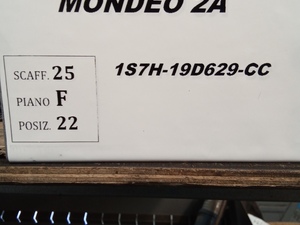 MONDEO 2A
SCAFF. 25
PIANO F
POSIZ. 22
1S7H-19D629-CC